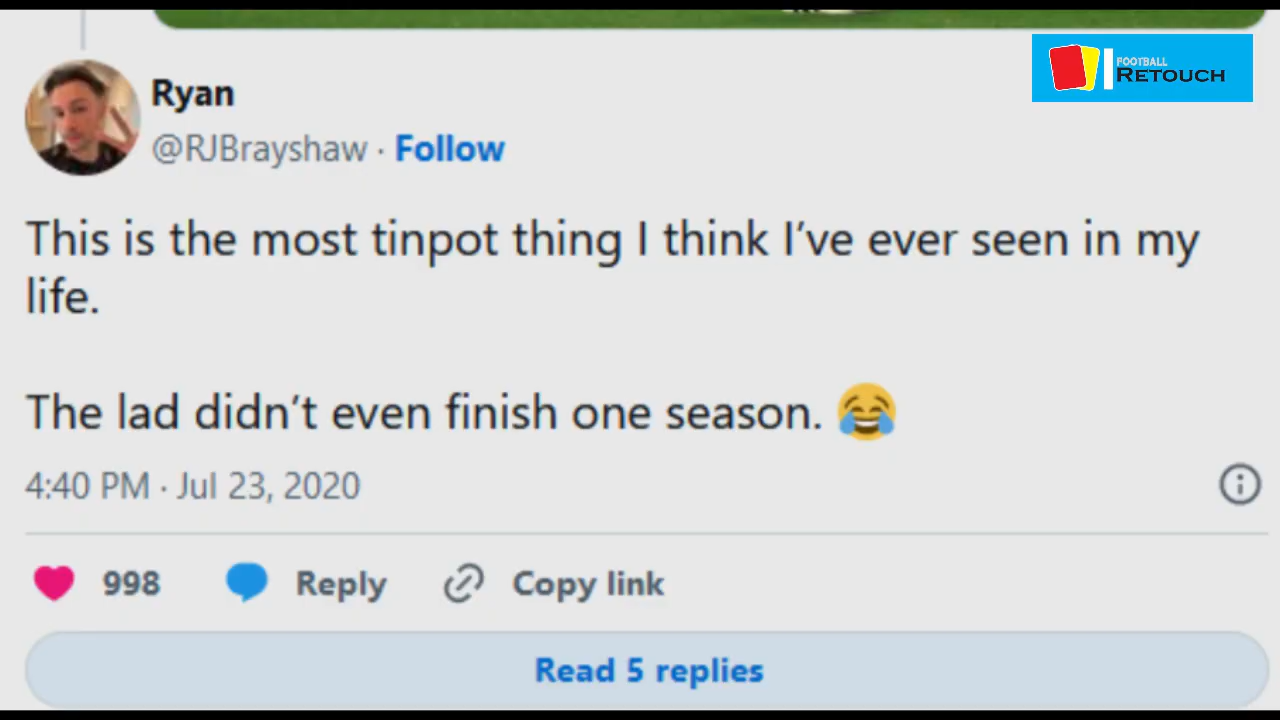 FOOTBALL
RETOUCH
Ryan
@RJBrayshaw · Follow
This is the most tinpot thing I think I've ever seen in my
life.
The lad didn't even finish one season. 😂
4:40 PM · Jul 23, 2020
998 Reply Copy link
Read 5 replies